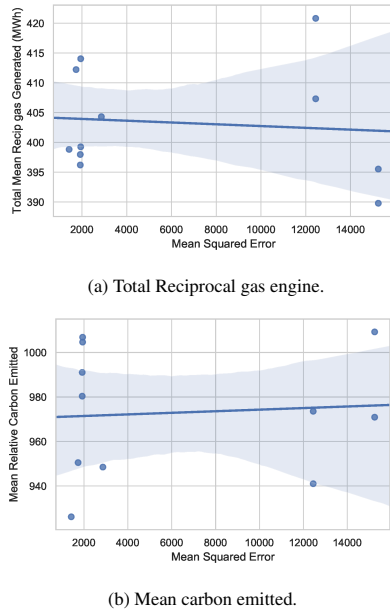 Total Mean Recip gas Generated (MWh)
420
415
410
405
400
395
390
2000 4000 6000 8000 10000 12000 14000
Mean Squared Error
(a) Total Reciprocal gas engine.
Mean Relative Carbon Emitted
1000
980
960
940
2000 4000 6000 8000 10000 12000 14000
Mean Squared Error
(b) Mean carbon emitted.